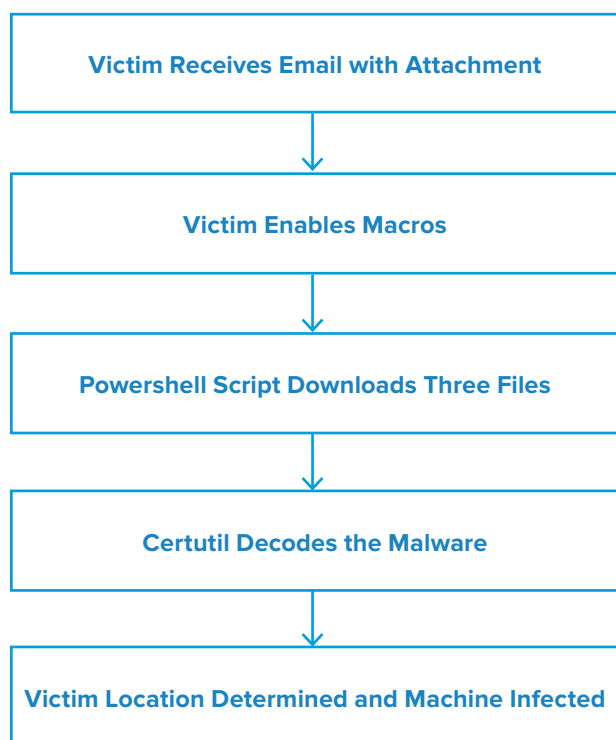 Victim Receives Email with Attachment
Victim Enables Macros
Powershell Script Downloads Three Files
Certutil Decodes the Malware
Victim Location Determined and Machine Infected